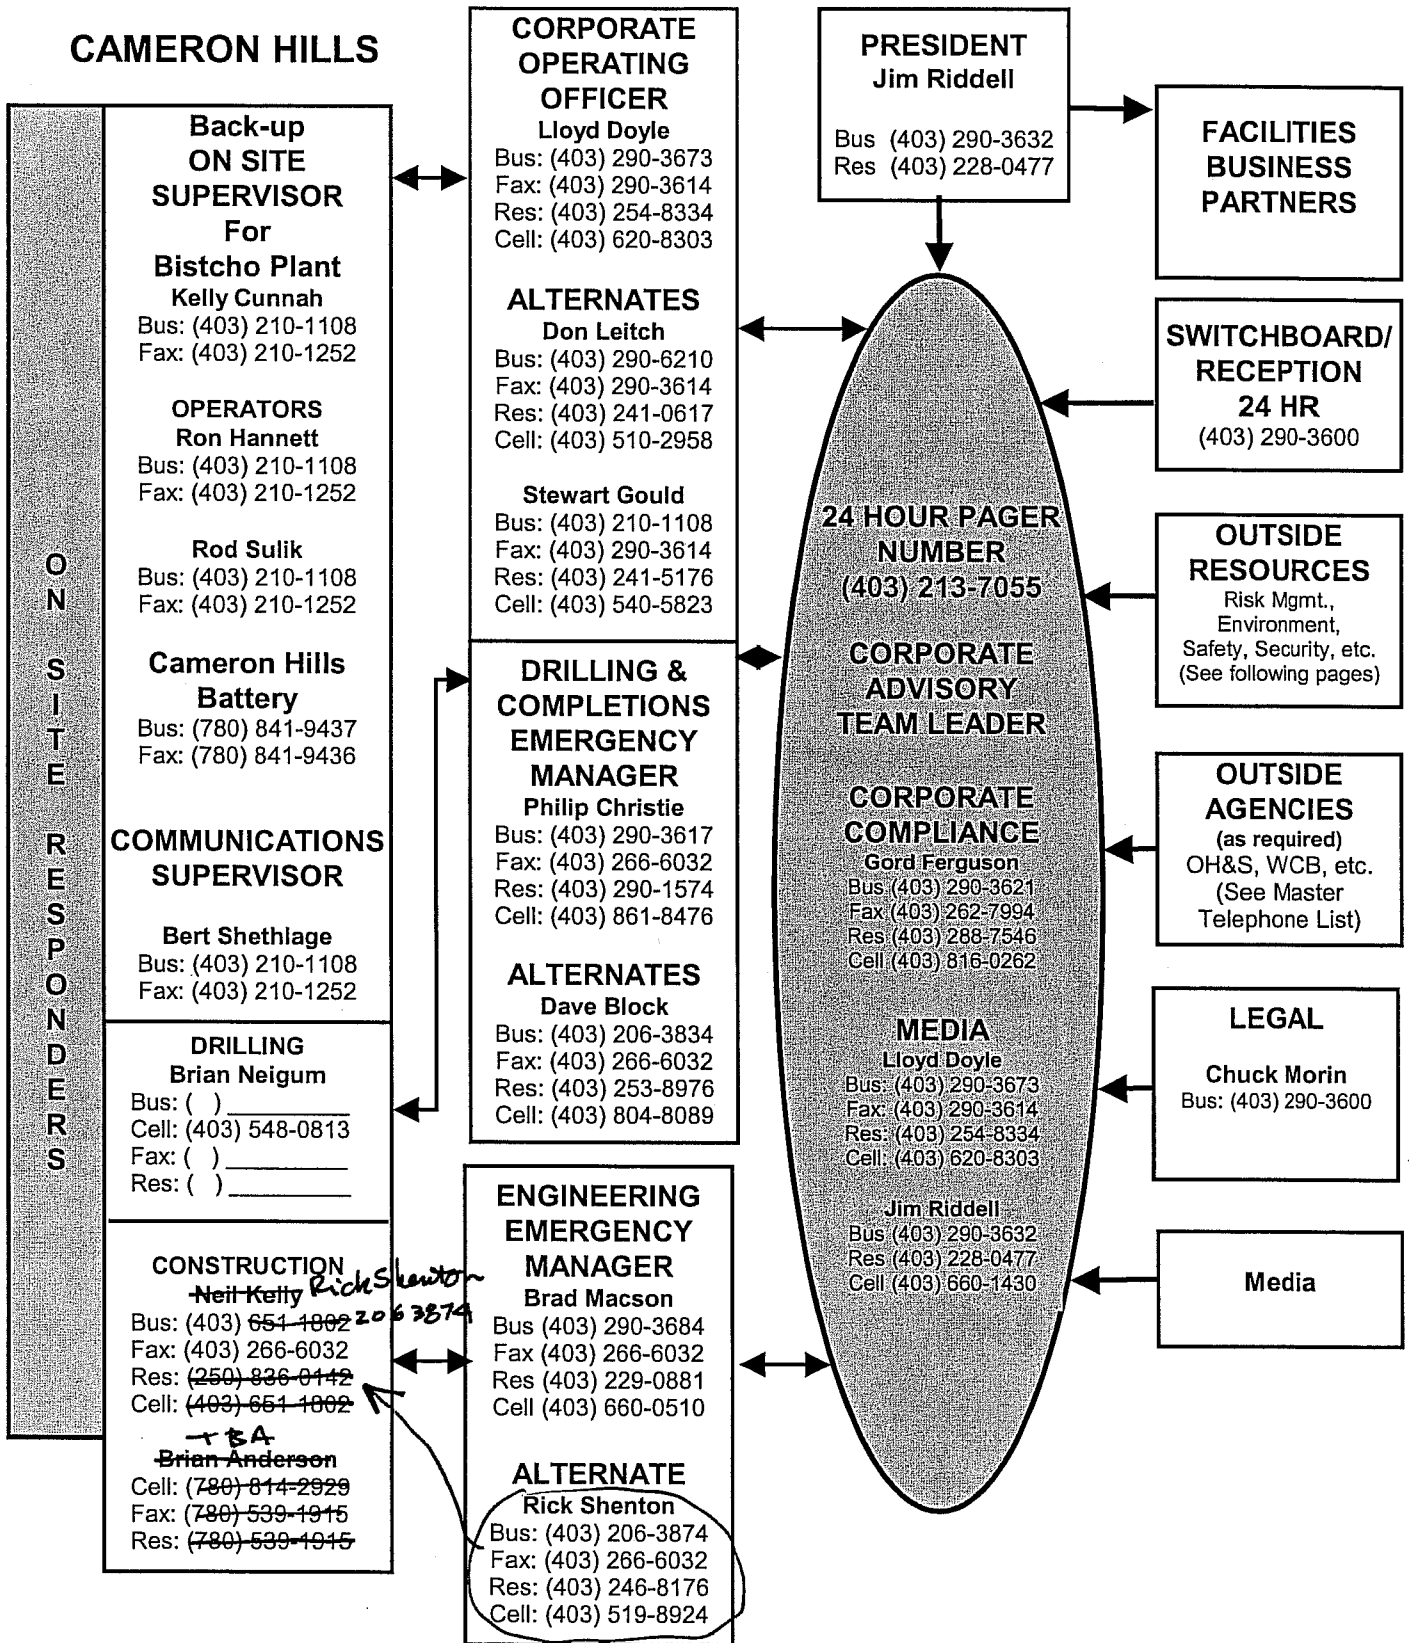 CAMERON HILLS
O N S I T E R E S P O N D E R S
Back-up
ON SITE
SUPERVISOR
For
Bistcho Plant
Kelly Cunnah
Bus: (403) 210-1108
Fax: (403) 210-1252
OPERATORS
Ron Hannett
Bus: (403) 210-1108
Fax: (403) 210-1252
Rod Sulik
Bus: (403) 210-1108
Fax: (403) 210-1252
Cameron Hills
Battery
Bus: (780) 841-9437
Fax: (780) 841-9436
COMMUNICATIONS
SUPERVISOR
Bert Shethlage
Bus: (403) 210-1108
Fax: (403) 210-1252
DRILLING
Brian Neigum
Bus: ( ) ___________
Cell: (403) 548-0813
Fax: ( ) ___________
Res: ( ) ___________
CONSTRUCTION
Neil Kelly Rick Shenton
Bus: (403) 651-1802 206 3874
Fax: (403) 266-6032
Res: (250) 836-0142
Cell: (403) 651-1802
TBA
Brian Anderson
Cell: (780) 814-2929
Fax: (780) 539-1915
Res: (780) 539-1915
CORPORATE
OPERATING
OFFICER
Lloyd Doyle
Bus: (403) 290-3673
Fax: (403) 290-3614
Res: (403) 254-8334
Cell: (403) 620-8303
ALTERNATES
Don Leitch
Bus: (403) 290-6210
Fax: (403) 290-3614
Res: (403) 241-0617
Cell: (403) 510-2958
Stewart Gould
Bus: (403) 210-1108
Fax: (403) 290-3614
Res: (403) 241-5176
Cell: (403) 540-5823
DRILLING &
COMPLETIONS
EMERGENCY
MANAGER
Philip Christie
Bus: (403) 290-3617
Fax: (403) 266-6032
Res: (403) 290-1574
Cell: (403) 861-8476
ALTERNATES
Dave Block
Bus: (403) 206-3834
Fax: (403) 266-6032
Res: (403) 253-8976
Cell: (403) 804-8089
ENGINEERING
EMERGENCY
MANAGER
Brad Macson
Bus (403) 290-3684
Fax (403) 266-6032
Res (403) 229-0881
Cell (403) 660-0510
ALTERNATE
Rick Shenton
Bus: (403) 206-3874
Fax: (403) 266-6032
Res: (403) 246-8176
Cell: (403) 519-8924
PRESIDENT
Jim Riddell
Bus (403) 290-3632
Res (403) 228-0477
24 HOUR PAGER
NUMBER
(403) 213-7055
CORPORATE
ADVISORY
TEAM LEADER
CORPORATE
COMPLIANCE
Gord Ferguson
Bus (403) 290-3621
Fax (403) 262-7994
Res (403) 288-7546
Cell (403) 816-0262
MEDIA
Lloyd Doyle
Bus: (403) 290-3673
Fax: (403) 290-3614
Res: (403) 254-8334
Cell: (403) 620-8303
Jim Riddell
Bus (403) 290-3632
Res (403) 228-0477
Cell (403) 660-1430
FACILITIES
BUSINESS
PARTNERS
SWITCHBOARD/
RECEPTION
24 HR
(403) 290-3600
OUTSIDE
RESOURCES
Risk Mgmt.,
Environment,
Safety, Security, etc.
(See following pages)
OUTSIDE
AGENCIES
(as required)
OH&S, WCB, etc.
(See Master
Telephone List)
LEGAL
Chuck Morin
Bus: (403) 290-3600
Media